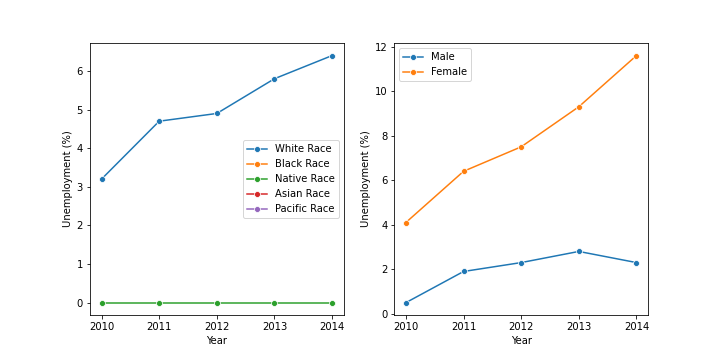 Unemployment (%)
6
5
4
3
2
1
0
White Race
Black Race
Native Race
Asian Race
Pacific Race
2010 2011 2012 2013 2014
Year
Unemployment (%)
12
10
8
6
4
2
0
Male
Female
2010 2011 2012 2013 2014
Year